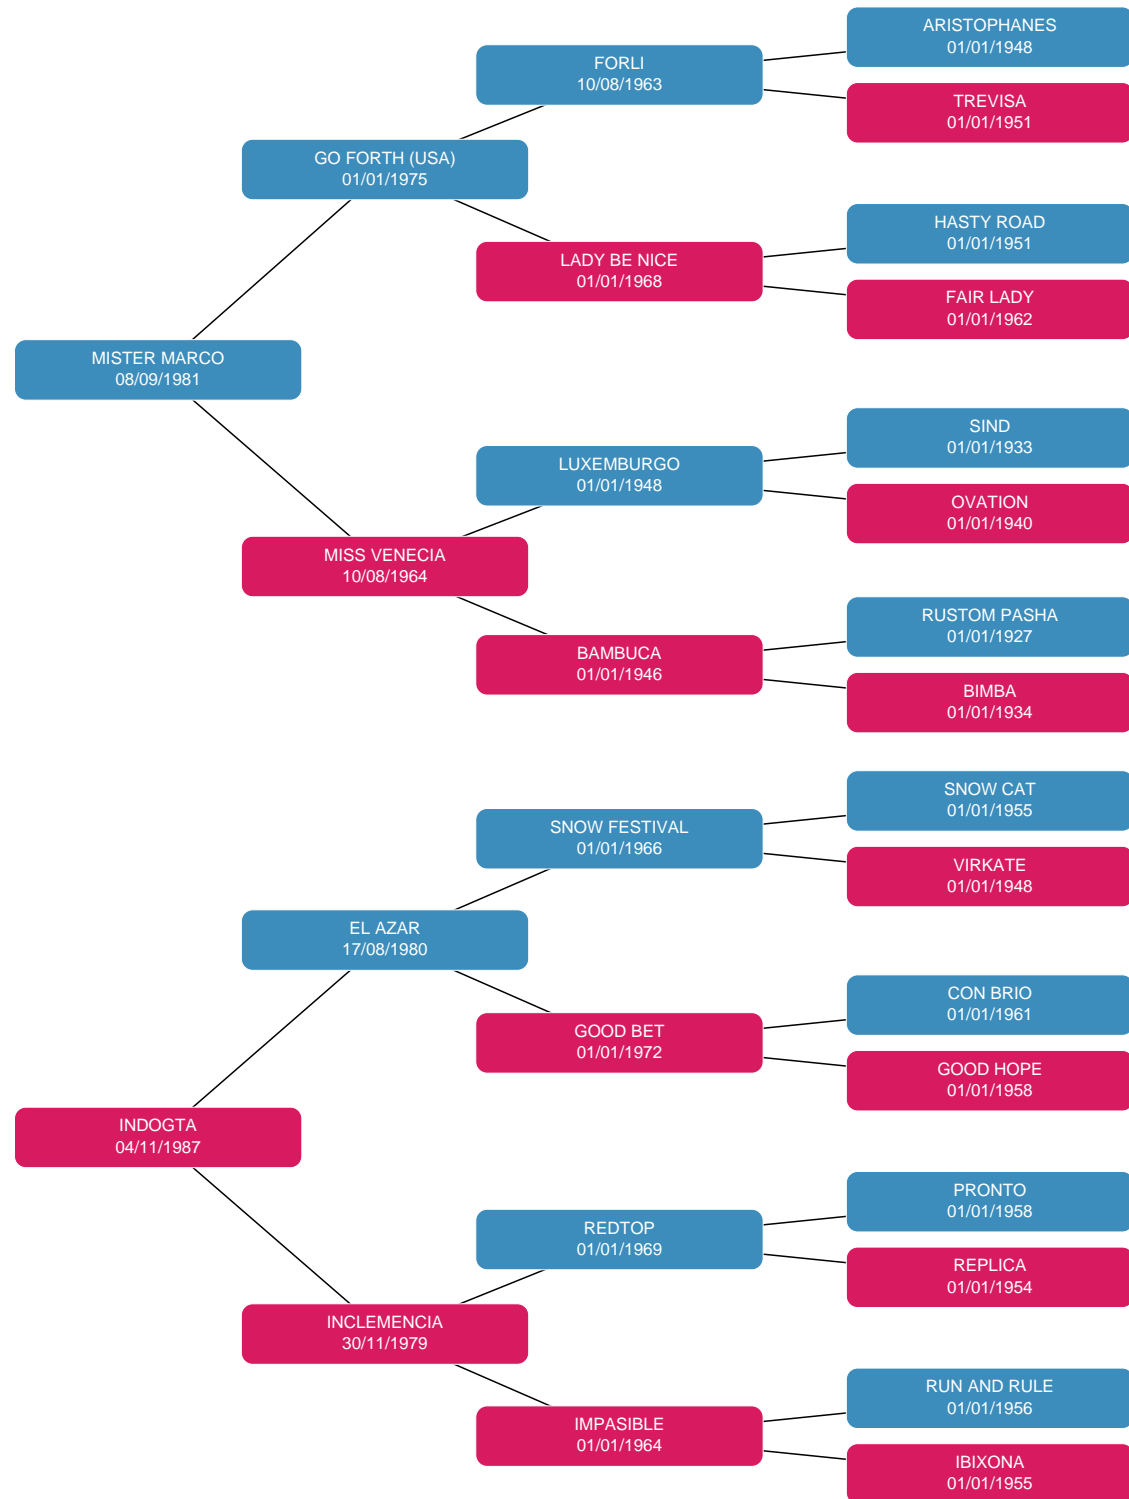 ARISTOPHANES
01/01/1948
FORLI
10/08/1963
TREVISA
01/01/1951
GO FORTH (USA)
01/01/1975
HASTY ROAD
01/01/1951
LADY BE NICE
01/01/1968
FAIR LADY
01/01/1962
MISTER MARCO
08/09/1981
SIND
01/01/1933
LUXEMBURGO
01/01/1948
OVATION
01/01/1940
MISS VENECIA
10/08/1964
RUSTOM PASHA
01/01/1927
BAMBUCA
01/01/1946
BIMBA
01/01/1934
SNOW CAT
01/01/1955
SNOW FESTIVAL
01/01/1966
VIRKATE
01/01/1948
EL AZAR
17/08/1980
CON BRIO
01/01/1961
GOOD BET
01/01/1972
GOOD HOPE
01/01/1958
INDOGTA
04/11/1987
PRONTO
01/01/1958
REDTOP
01/01/1969
REPLICA
01/01/1954
INCLEMENCIA
30/11/1979
RUN AND RULE
01/01/1956
IMPASIBLE
01/01/1964
IBIXONA
01/01/1955